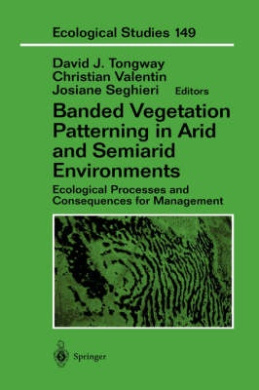 Ecological Studies 149
David J. Tongway
Christian Valentin
Josiane Seghieri Editors
Banded Vegetation
Patterning in Arid
and Semiarid
Environments
Ecological Processes and
Consequences for Management
Springer